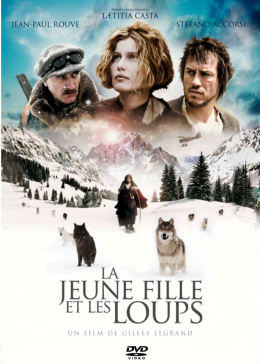 LÆTITIA CASTA
JEAN-PAUL ROUVE
STEFANO ACCORSI
LA
JEUNE FILLE
ET LES
LOUPS
UN FILM DE GILLES LEGRAND
DVD
VIDEO